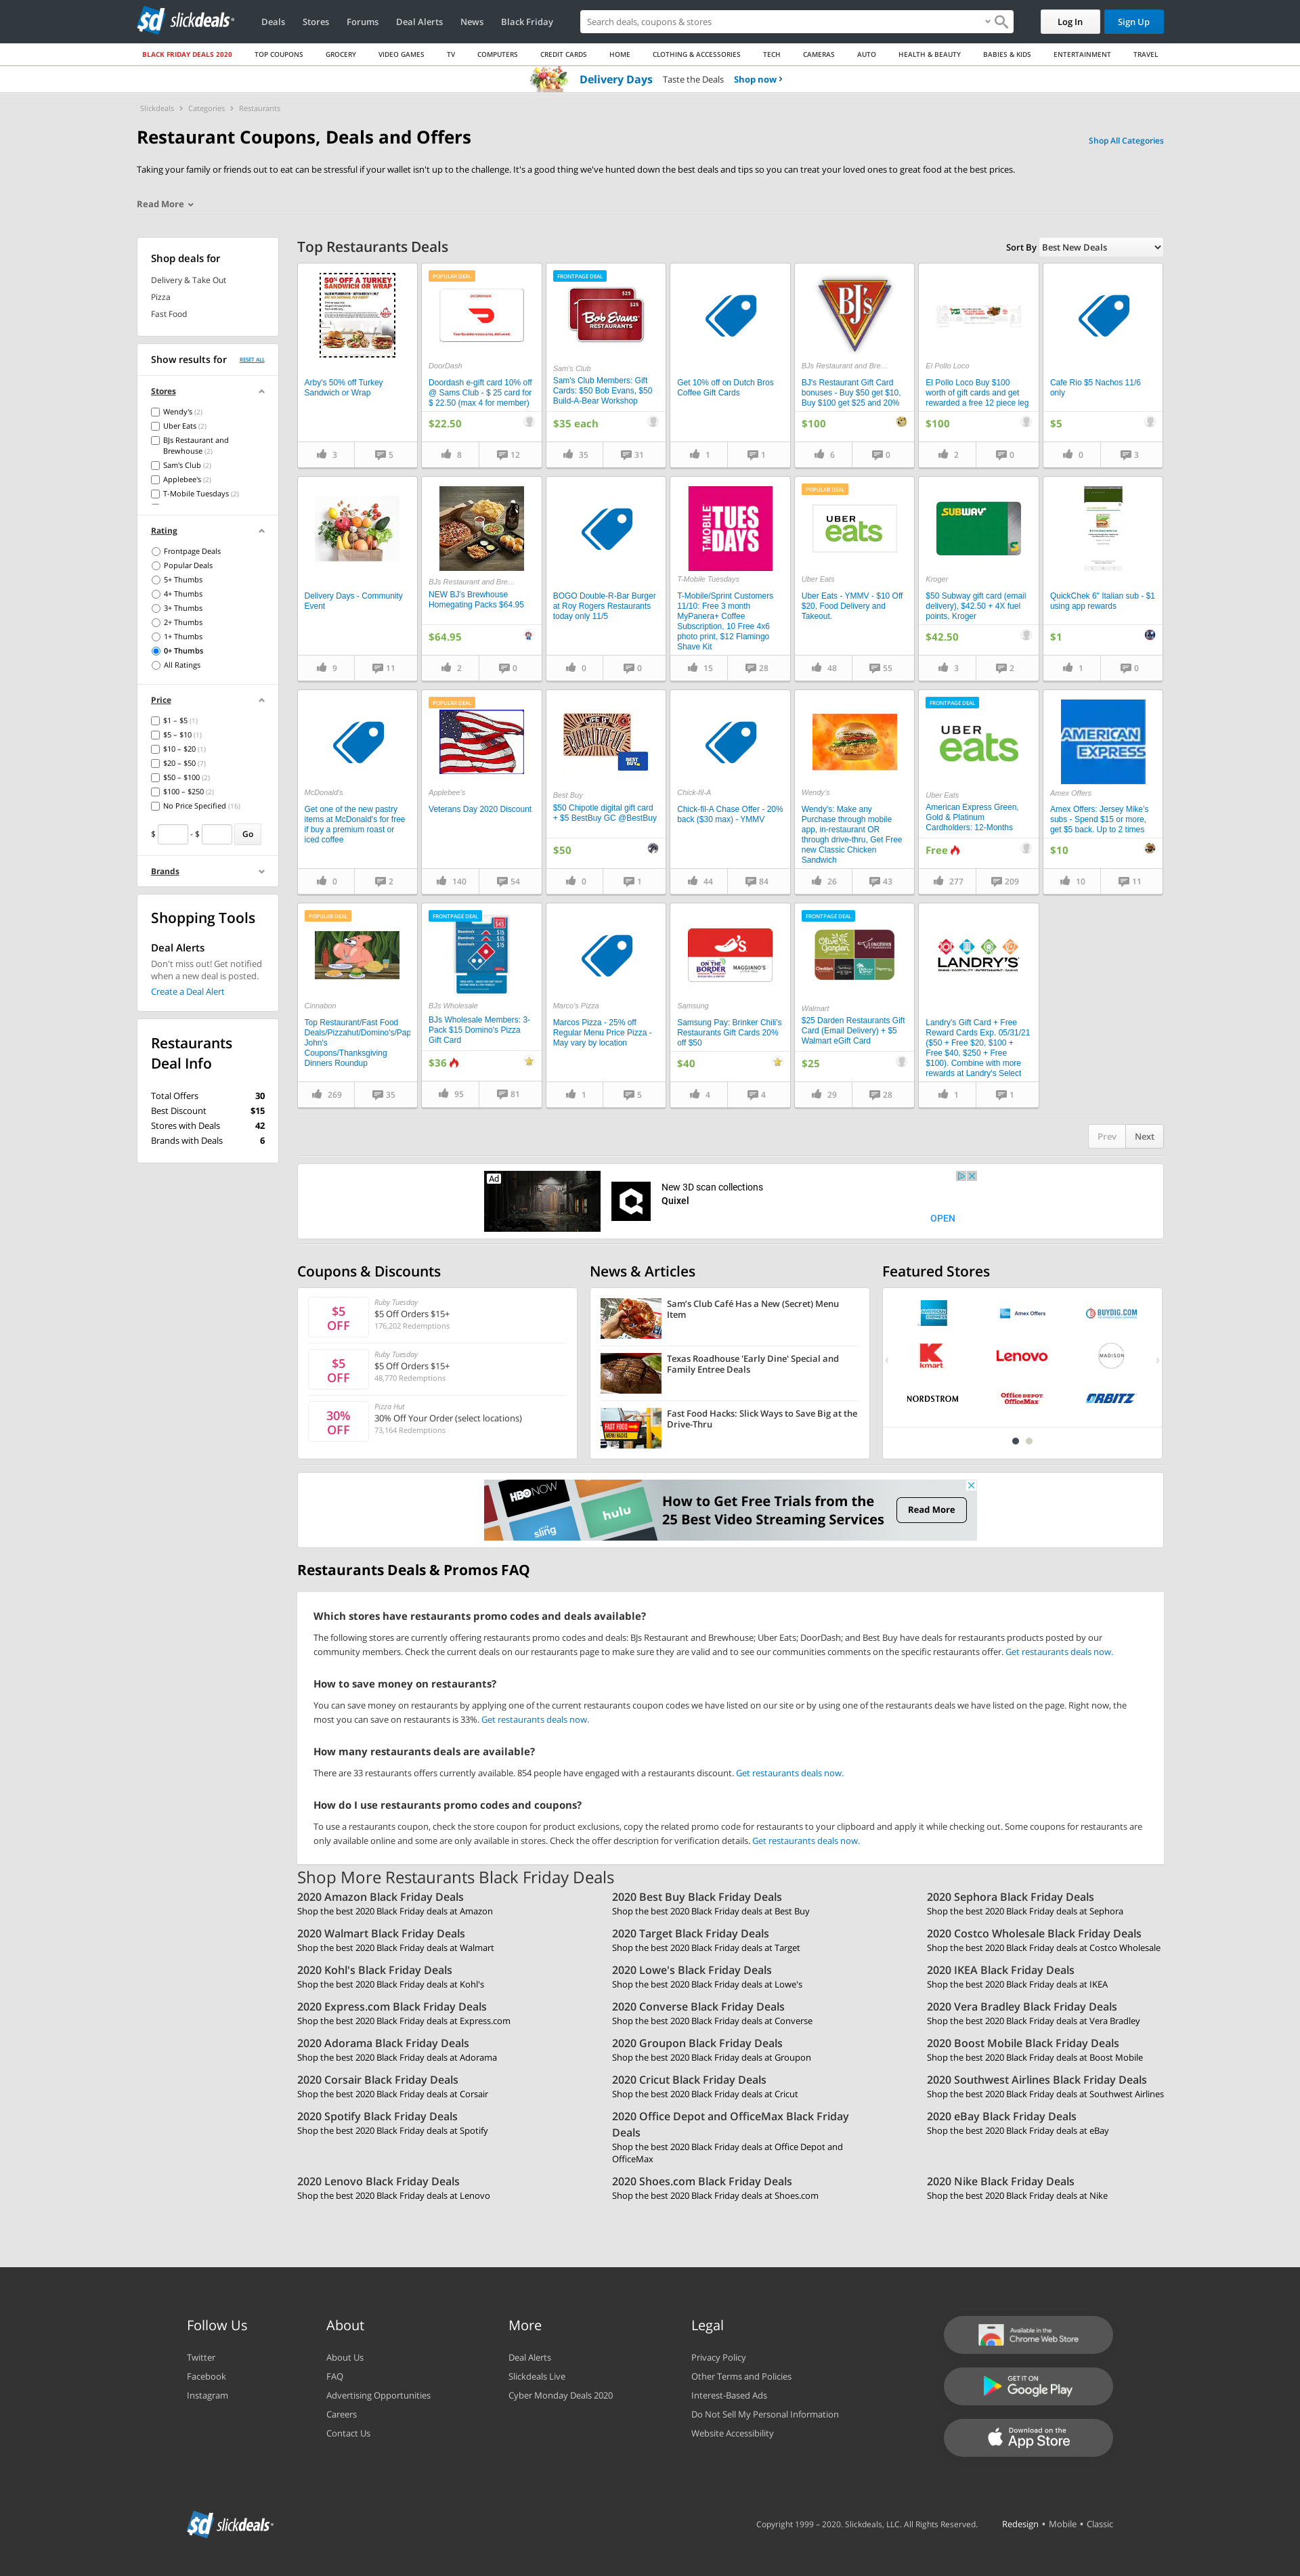 slickdeals
Deals Stores Forums Deal Alerts News Black Friday
Search deals, coupons & stores
Log In Sign Up
BLACK FRIDAY DEALS 2020 TOP COUPONS GROCERY VIDEO GAMES TV COMPUTERS CREDIT CARDS HOME CLOTHING & ACCESSORIES TECH CAMERAS AUTO HEALTH & BEAUTY BABIES & KIDS ENTERTAINMENT TRAVEL
Delivery Days Taste the Deals Shop now
Slickdeals Categories Restaurants
Restaurant Coupons, Deals and Offers
Shop All Categories
Taking your family or friends out to eat can be stressful if your wallet isn't up to the challenge. It's a good thing we've hunted down the best deals and tips so you can treat your loved ones to great food at the best prices.
Read More
Shop deals for
Delivery & Take Out
Pizza
Fast Food
Show results for RESET ALL
Stores
Wendy's (2)
Uber Eats (2)
BJs Restaurant and
Brewhouse (2)
Sam's Club (2)
Applebee's (2)
T-Mobile Tuesdays (2)
Rating
Frontpage Deals
Popular Deals
5+ Thumbs
4+ Thumbs
3+ Thumbs
2+ Thumbs
1+ Thumbs
0+ Thumbs
All Ratings
Price
$1 – $5 (1)
$5 – $10 (1)
$10 – $20 (1)
$20 – $50 (7)
$50 – $100 (2)
$100 – $250 (2)
No Price Specified (16)
$ - $ Go
Brands
Shopping Tools
Deal Alerts
Don't miss out! Get notified
when a new deal is posted.
Create a Deal Alert
Restaurants
Deal Info
Total Offers 30
Best Discount $15
Stores with Deals 42
Brands with Deals 6
Top Restaurants Deals
Sort By Best New Deals
50% OFF A TURKEY
SANDWICH OR WRAP
Arby's 50% off Turkey
Sandwich or Wrap
3 5
POPULAR DEAL
DoorDash
Doordash e-gift card 10% off
@ Sams Club - $ 25 card for
$ 22.50 (max 4 for member)
$22.50
8 12
FRONTPAGE DEAL
$25
$25
Bob Evans
RESTAURANTS
Sam's Club
Sam's Club Members: Gift
Cards: $50 Bob Evans, $50
Build-A-Bear Workshop
$35 each
35 31
Get 10% off on Dutch Bros
Coffee Gift Cards
1 1
BJ's
BJs Restaurant and Bre…
BJ's Restaurant Gift Card
bonuses - Buy $50 get $10,
Buy $100 get $25 and 20%
$100
6 0
El Pollo Loco
El Pollo Loco Buy $100
worth of gift cards and get
rewarded a free 12 piece leg
$100
2 0
Cafe Rio $5 Nachos 11/6
only
$5
0 3
Delivery Days - Community
Event
9 11
BJs Restaurant and Bre…
NEW BJ's Brewhouse
Homegating Packs $64.95
$64.95
2 0
BOGO Double-R-Bar Burger
at Roy Rogers Restaurants
today only 11/5
0 0
T-MOBILE
TUES
DAYS
T-Mobile Tuesdays
T-Mobile/Sprint Customers
11/10: Free 3 month
MyPanera+ Coffee
Subscription, 10 Free 4x6
photo print, $12 Flamingo
Shave Kit
15 28
POPULAR DEAL
UBER
eats
Uber Eats
Uber Eats - YMMV - $10 Off
$20, Food Delivery and
Takeout.
48 55
SUBWAY
Kroger
$50 Subway gift card (email
delivery), $42.50 + 4X fuel
points, Kroger
$42.50
3 2
QuickChek 6" Italian sub - $1
using app rewards
$1
1 0
McDonald's
Get one of the new pastry
items at McDonald's for free
if buy a premium roast or
iced coffee
0 2
POPULAR DEAL
Applebee's
Veterans Day 2020 Discount
140 54
BEST
BUY
Best Buy
$50 Chipotle digital gift card
+ $5 BestBuy GC @BestBuy
$50
0 1
Chick-fil-A
Chick-fil-A Chase Offer - 20%
back ($30 max) - YMMV
44 84
Wendy's
Wendy's: Make any
Purchase through mobile
app, in-restaurant OR
through drive-thru, Get Free
new Classic Chicken
Sandwich
26 43
FRONTPAGE DEAL
UBER
eats
Uber Eats
American Express Green,
Gold & Platinum
Cardholders: 12-Months
Free
277 209
AMERICAN
EXPRESS
Amex Offers
Amex Offers: Jersey Mike's
subs - Spend $15 or more,
get $5 back. Up to 2 times
$10
10 11
POPULAR DEAL
Cinnabon
Top Restaurant/Fast Food
Deals/Pizzahut/Domino's/Pap
John's
Coupons/Thanksgiving
Dinners Roundup
269 35
FRONTPAGE DEAL
$45
$15
$15
$15
BJs Wholesale
BJs Wholesale Members: 3-
Pack $15 Domino's Pizza
Gift Card
$36
95 81
Marco's Pizza
Marcos Pizza - 25% off
Regular Menu Price Pizza -
May vary by location
1 5
ON THE
BORDER
MAGGIANO'S
Samsung
Samsung Pay: Brinker Chili's
Restaurants Gift Cards 20%
off $50
$40
4 4
FRONTPAGE DEAL
Olive
Garden
Walmart
$25 Darden Restaurants Gift
Card (Email Delivery) + $5
Walmart eGift Card
$25
29 28
LANDRY'S
Landry's Gift Card + Free
Reward Cards Exp. 05/31/21
($50 + Free $20, $100 +
Free $40, $250 + Free
$100). Combine with more
rewards at Landry's Select
1 1
Prev Next
Ad
New 3D scan collections
Quixel
OPEN
Coupons & Discounts
$5
OFF
Ruby Tuesday
$5 Off Orders $15+
176,202 Redemptions
$5
OFF
Ruby Tuesday
$5 Off Orders $15+
48,770 Redemptions
30%
OFF
Pizza Hut
30% Off Your Order (select locations)
73,164 Redemptions
News & Articles
Sam's Club Café Has a New (Secret) Menu
Item
Texas Roadhouse 'Early Dine' Special and
Family Entree Deals
FAST FOOD
MENU HACKS
Fast Food Hacks: Slick Ways to Save Big at the
Drive-Thru
Featured Stores
AMERICAN EXPRESS Amex Offers BUYDIG.COM
kmart Lenovo MADISON
NORDSTROM Office DEPOT OfficeMax ORBITZ
HBO NOW
sling
hulu
How to Get Free Trials from the
25 Best Video Streaming Services
Read More
Restaurants Deals & Promos FAQ
Which stores have restaurants promo codes and deals available?
The following stores are currently offering restaurants promo codes and deals: BJs Restaurant and Brewhouse; Uber Eats; DoorDash; and Best Buy have deals for restaurants products posted by our
community members. Check the current deals on our restaurants page to make sure they are valid and to see our communities comments on the specific restaurants offer. Get restaurants deals now.
How to save money on restaurants?
You can save money on restaurants by applying one of the current restaurants coupon codes we have listed on our site or by using one of the restaurants deals we have listed on the page. Right now, the
most you can save on restaurants is 33%. Get restaurants deals now.
How many restaurants deals are available?
There are 33 restaurants offers currently available. 854 people have engaged with a restaurants discount. Get restaurants deals now.
How do I use restaurants promo codes and coupons?
To use a restaurants coupon, check the store coupon for product exclusions, copy the related promo code for restaurants to your clipboard and apply it while checking out. Some coupons for restaurants are
only available online and some are only available in stores. Check the offer description for verification details. Get restaurants deals now.
Shop More Restaurants Black Friday Deals
2020 Amazon Black Friday Deals
Shop the best 2020 Black Friday deals at Amazon
2020 Best Buy Black Friday Deals
Shop the best 2020 Black Friday deals at Best Buy
2020 Sephora Black Friday Deals
Shop the best 2020 Black Friday deals at Sephora
2020 Walmart Black Friday Deals
Shop the best 2020 Black Friday deals at Walmart
2020 Target Black Friday Deals
Shop the best 2020 Black Friday deals at Target
2020 Costco Wholesale Black Friday Deals
Shop the best 2020 Black Friday deals at Costco Wholesale
2020 Kohl's Black Friday Deals
Shop the best 2020 Black Friday deals at Kohl's
2020 Lowe's Black Friday Deals
Shop the best 2020 Black Friday deals at Lowe's
2020 IKEA Black Friday Deals
Shop the best 2020 Black Friday deals at IKEA
2020 Express.com Black Friday Deals
Shop the best 2020 Black Friday deals at Express.com
2020 Converse Black Friday Deals
Shop the best 2020 Black Friday deals at Converse
2020 Vera Bradley Black Friday Deals
Shop the best 2020 Black Friday deals at Vera Bradley
2020 Adorama Black Friday Deals
Shop the best 2020 Black Friday deals at Adorama
2020 Groupon Black Friday Deals
Shop the best 2020 Black Friday deals at Groupon
2020 Boost Mobile Black Friday Deals
Shop the best 2020 Black Friday deals at Boost Mobile
2020 Corsair Black Friday Deals
Shop the best 2020 Black Friday deals at Corsair
2020 Cricut Black Friday Deals
Shop the best 2020 Black Friday deals at Cricut
2020 Southwest Airlines Black Friday Deals
Shop the best 2020 Black Friday deals at Southwest Airlines
2020 Spotify Black Friday Deals
Shop the best 2020 Black Friday deals at Spotify
2020 Office Depot and OfficeMax Black Friday
Deals
Shop the best 2020 Black Friday deals at Office Depot and
OfficeMax
2020 eBay Black Friday Deals
Shop the best 2020 Black Friday deals at eBay
2020 Lenovo Black Friday Deals
Shop the best 2020 Black Friday deals at Lenovo
2020 Shoes.com Black Friday Deals
Shop the best 2020 Black Friday deals at Shoes.com
2020 Nike Black Friday Deals
Shop the best 2020 Black Friday deals at Nike
Follow Us
Twitter
Facebook
Instagram
About
About Us
FAQ
Advertising Opportunities
Careers
Contact Us
More
Deal Alerts
Slickdeals Live
Cyber Monday Deals 2020
Legal
Privacy Policy
Other Terms and Policies
Interest-Based Ads
Do Not Sell My Personal Information
Website Accessibility
Available in the
Chrome Web Store
GET IT ON
Google Play
Download on the
App Store
slickdeals
Copyright 1999 – 2020. Slickdeals, LLC. All Rights Reserved. Redesign • Mobile • Classic